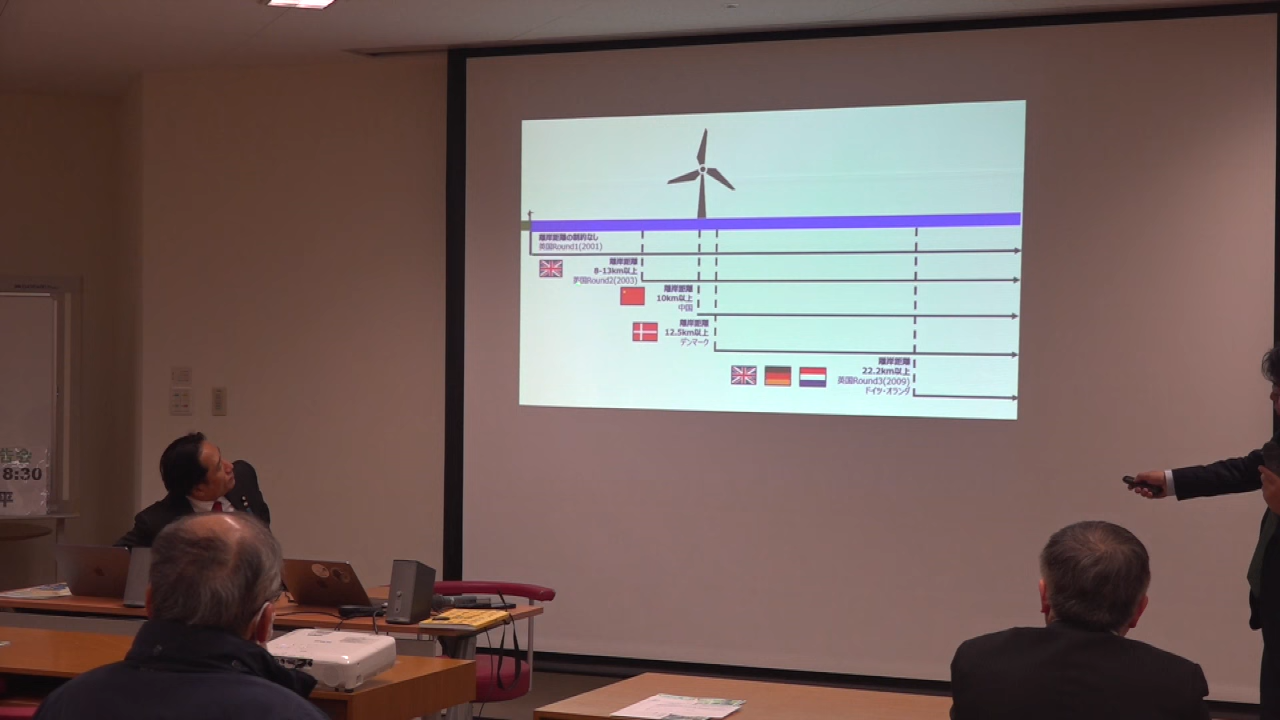 離岸距離の制約なし
英国Round1(2001)
離岸距離
8-13km以上
英国Round2(2003)
離岸距離
10km以上
中国
離岸距離
12.5km以上
デンマーク
離岸距離
22.2km以上
英国Round3(2009)
ドイツ・オランダ
告会
8:30
平